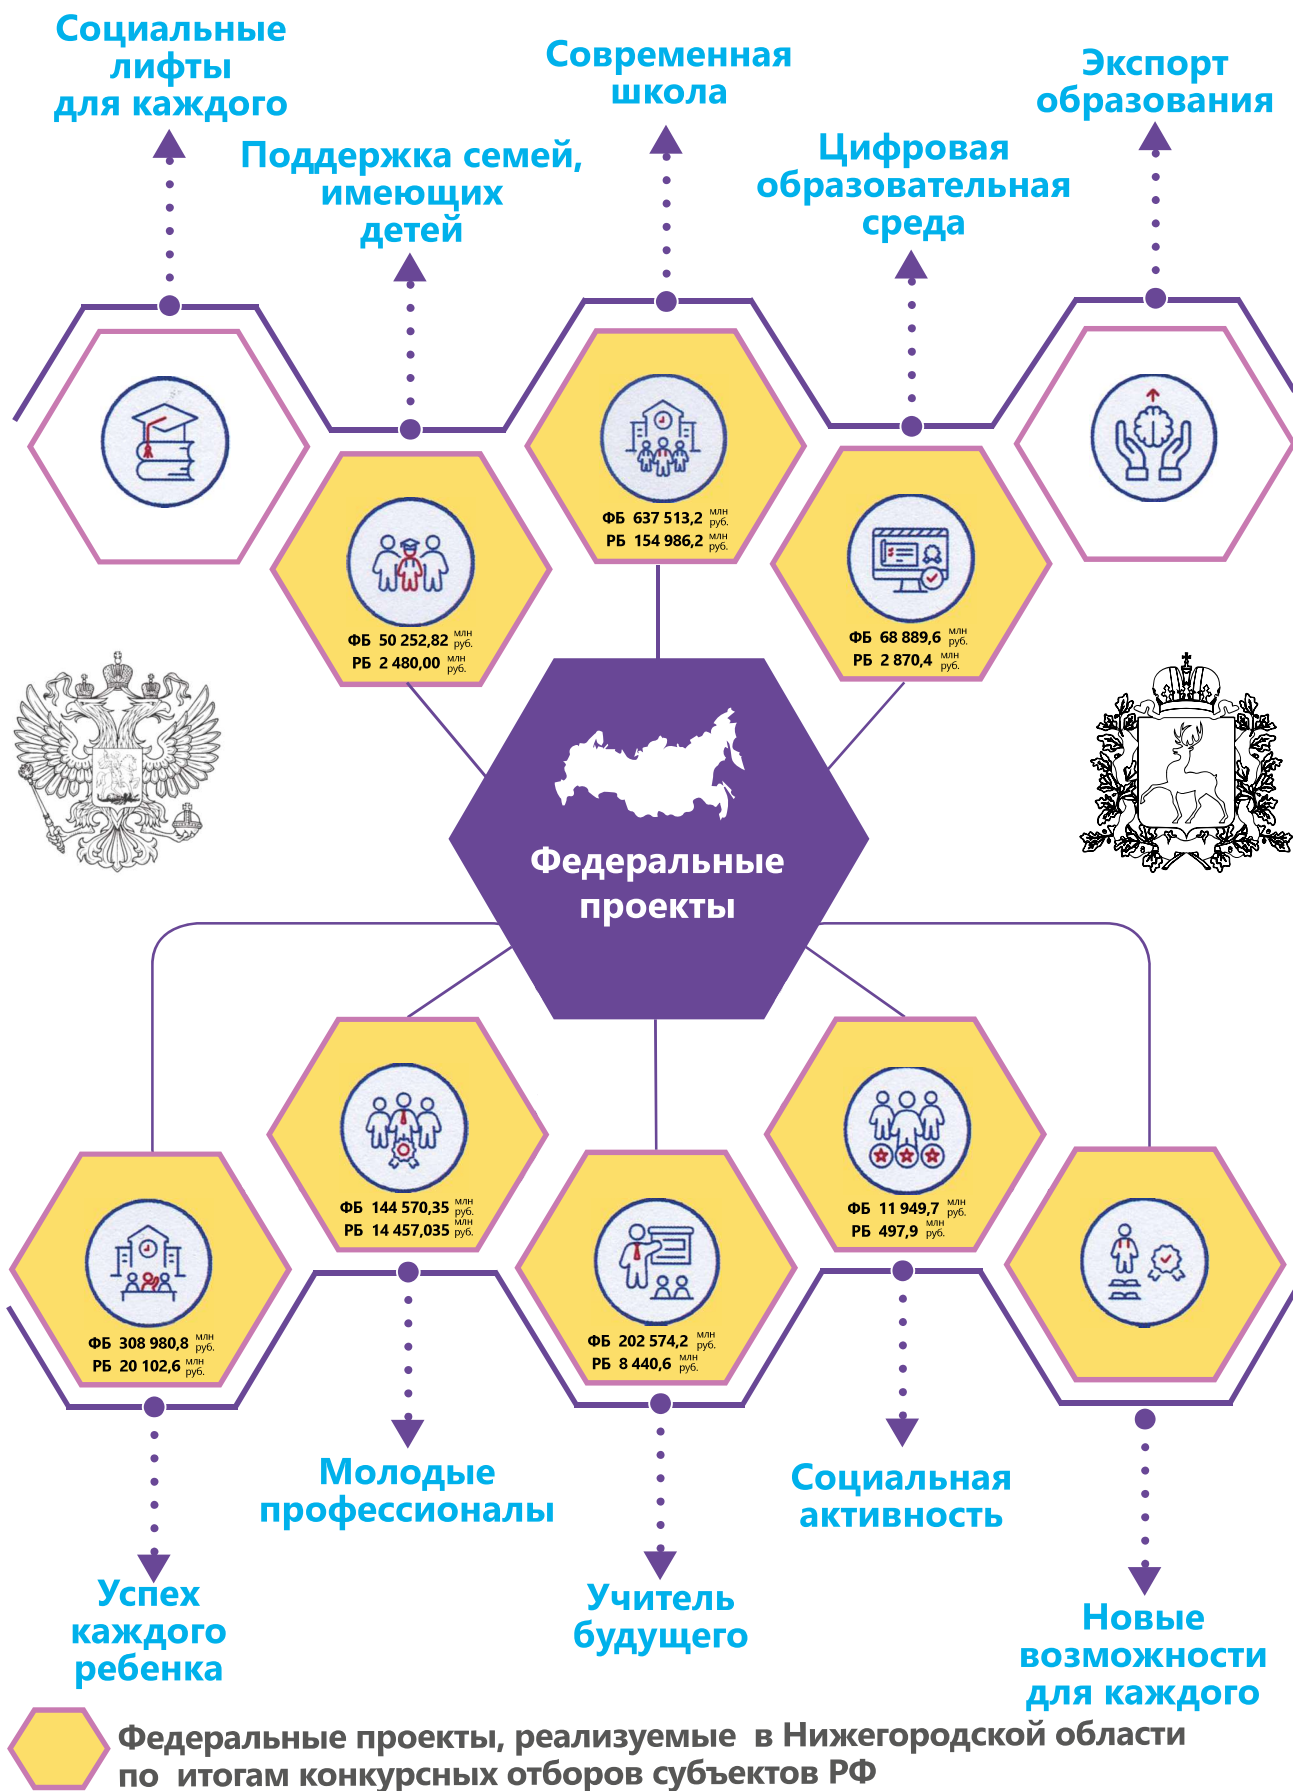 Социальные
лифты
для каждого
Поддержка семей,
имеющих
детей
Современная
школа
Цифровая
образовательная
среда
Экспорт
образования
ФБ 50 252,82 млн руб.
РБ 2 480,00 млн руб.
ФБ 637 513,2 млн руб.
РБ 154 986,2 млн руб.
ФБ 68 889,6 млн руб.
РБ 2 870,4 млн руб.
Федеральные
проекты
ФБ 308 980,8 млн руб.
РБ 20 102,6 млн руб.
ФБ 144 570,35 млн руб.
РБ 14 457,035 млн руб.
ФБ 202 574,2 млн руб.
РБ 8 440,6 млн руб.
ФБ 11 949,7 млн руб.
РБ 497,9 млн руб.
Успех
каждого
ребенка
Молодые
профессионалы
Учитель
будущего
Социальная
активность
Новые
возможности
для каждого
Федеральные проекты, реализуемые в Нижегородской области
по итогам конкурсных отборов субъектов РФ